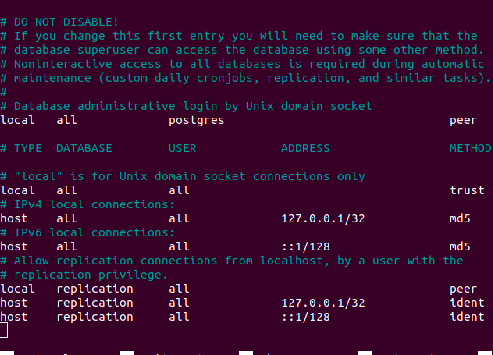 # DO NOT DISABLE!
# If you change this first entry you will need to make sure that the
# database superuser can access the database using some other method.
# Noninteractive access to all databases is required during automatic
# maintenance (custom daily cronjobs, replication, and similar tasks).
#
# Database administrative login by Unix domain socket
local   all             postgres                                peer
# TYPE  DATABASE        USER            ADDRESS                 METHOD
# "local" is for Unix domain socket connections only
local   all             all                                     trust
# IPv4 local connections:
host    all             all             127.0.0.1/32            md5
# IPv6 local connections:
host    all             all             ::1/128                 md5
# Allow replication connections from localhost, by a user with the
# replication privilege.
local   replication     all                                     peer
host    replication     all             127.0.0.1/32            ident
host    replication     all             ::1/128                 ident